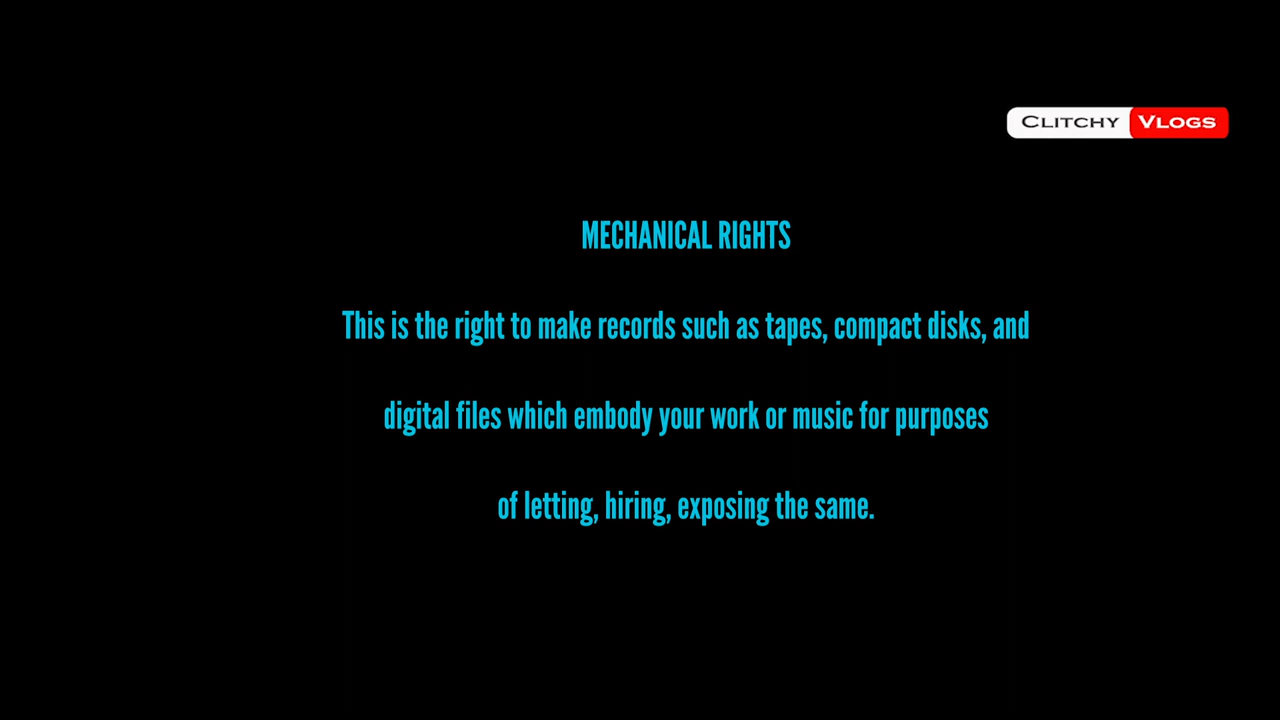 CLITCHY VLOGS
MECHANICAL RIGHTS
This is the right to make records such as tapes, compact disks, and
digital files which embody your work or music for purposes
of letting, hiring, exposing the same.